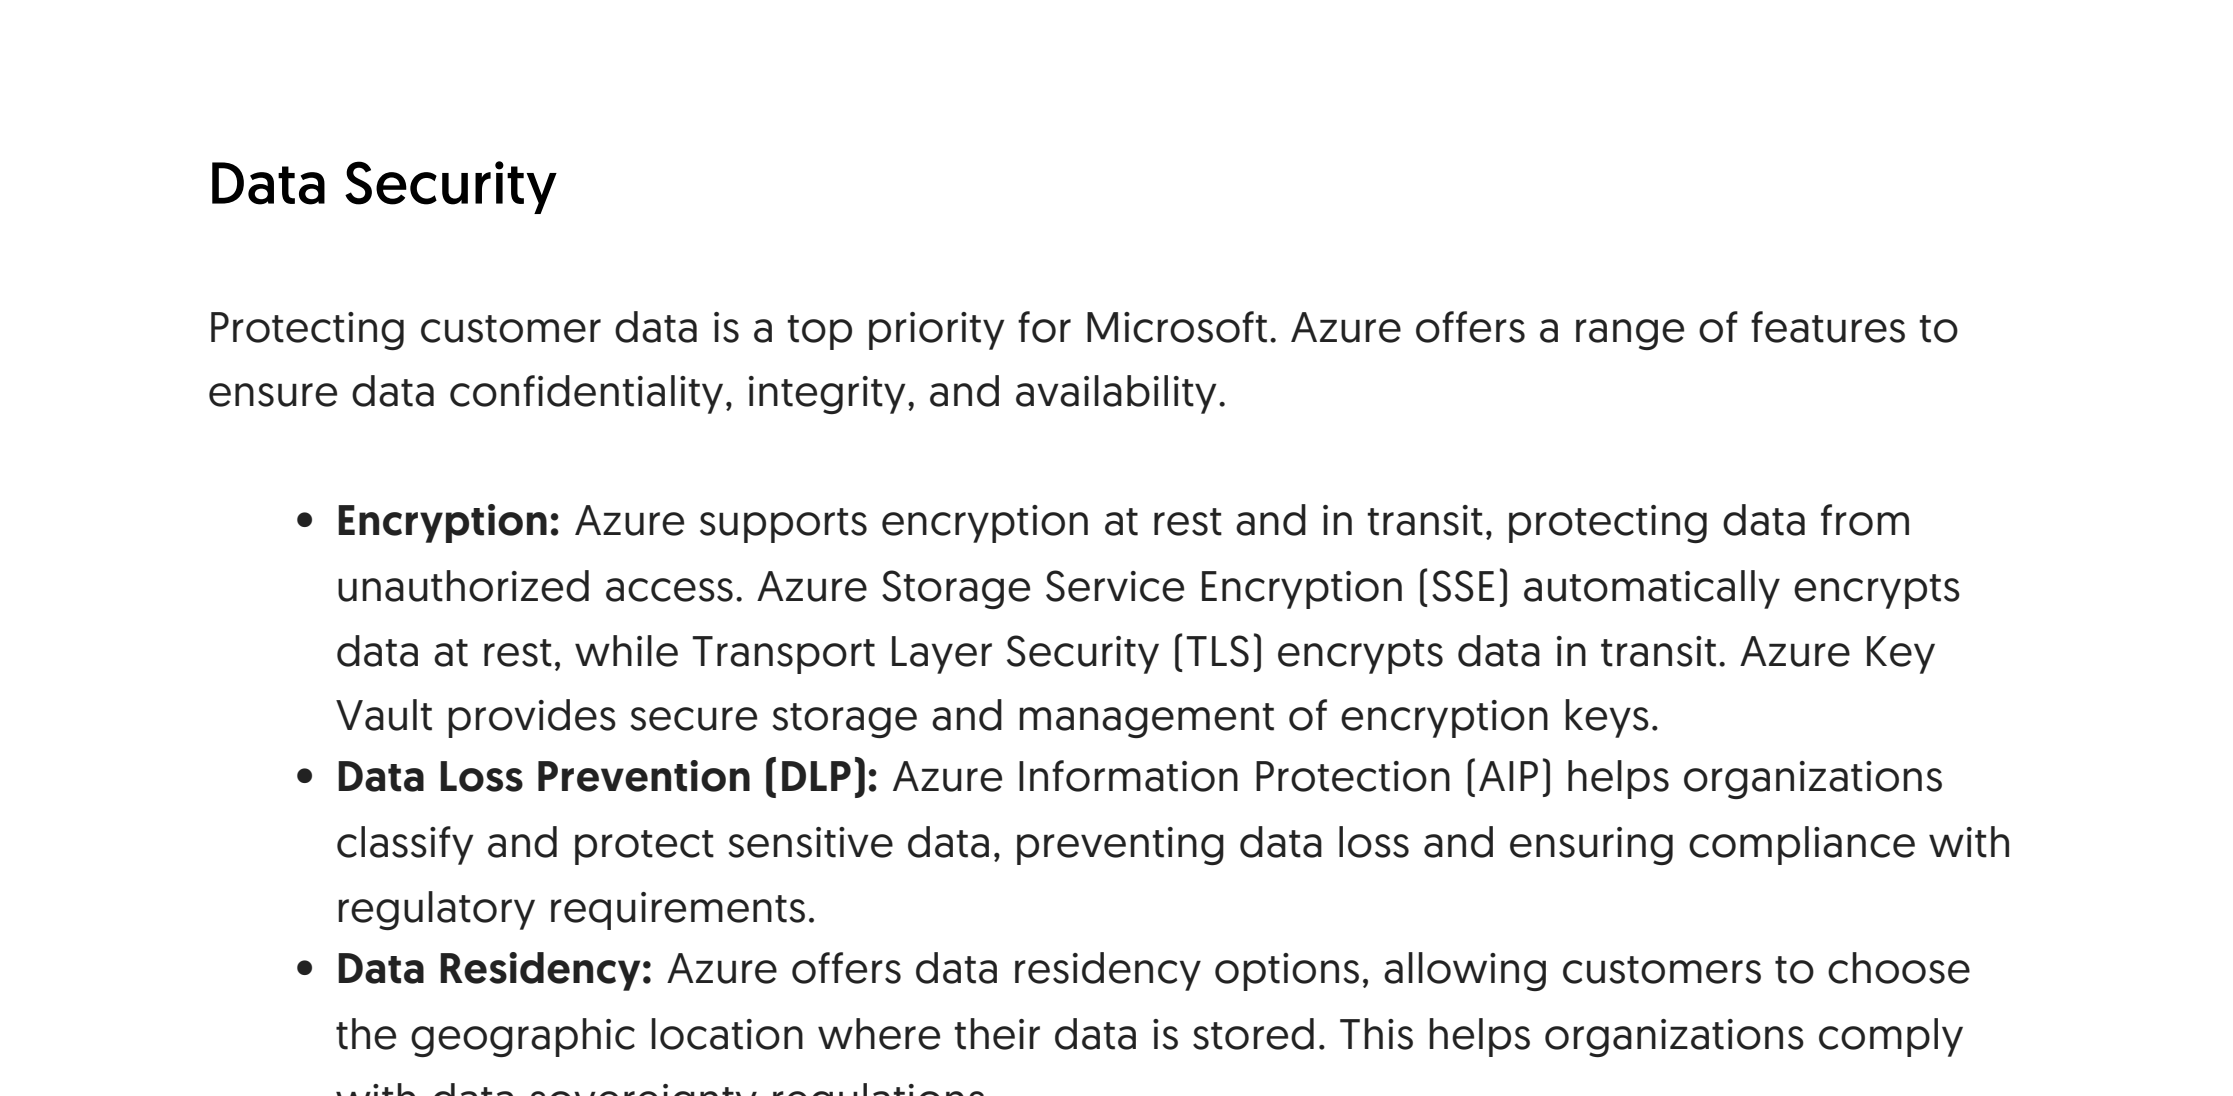 Data Security
Protecting customer data is a top priority for Microsoft. Azure offers a range of features to
ensure data confidentiality, integrity, and availability.
• Encryption: Azure supports encryption at rest and in transit, protecting data from
unauthorized access. Azure Storage Service Encryption (SSE) automatically encrypts
data at rest, while Transport Layer Security (TLS) encrypts data in transit. Azure Key
Vault provides secure storage and management of encryption keys.
• Data Loss Prevention (DLP): Azure Information Protection (AIP) helps organizations
classify and protect sensitive data, preventing data loss and ensuring compliance with
regulatory requirements.
• Data Residency: Azure offers data residency options, allowing customers to choose
the geographic location where their data is stored. This helps organizations comply
with data sovereignty regulations.